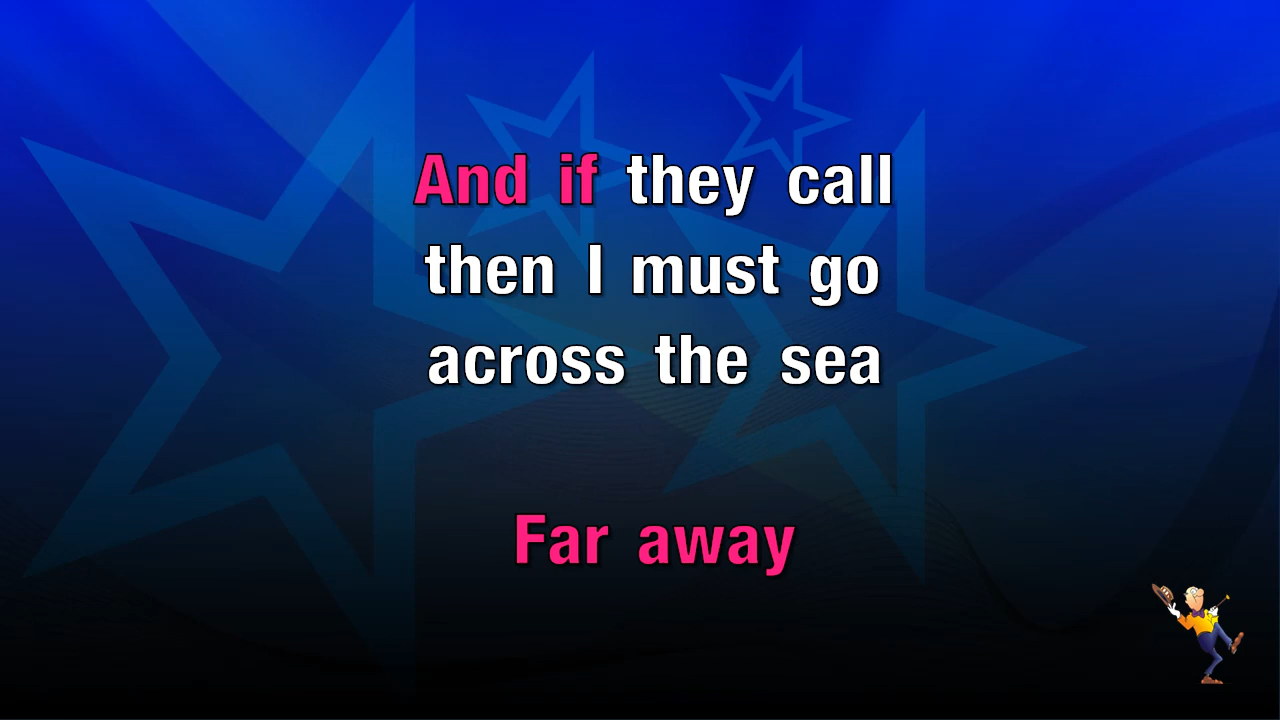 And if they call
then I must go
across the sea
Far away